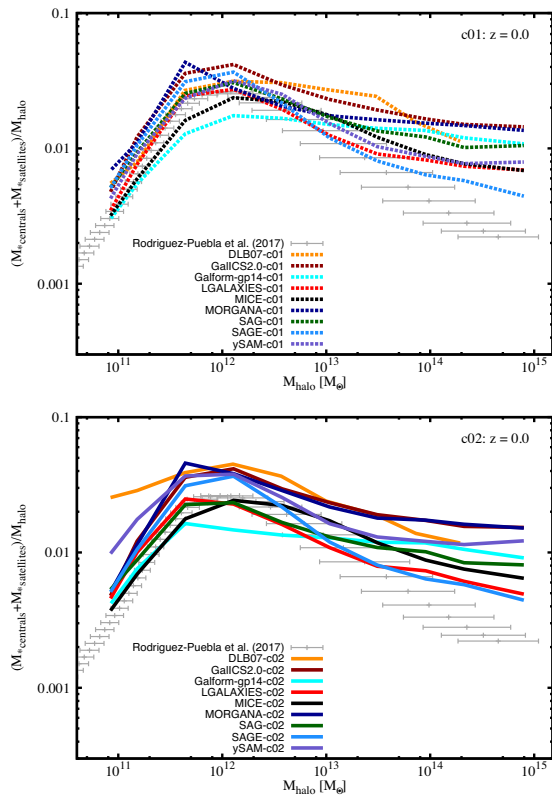 c01: z = 0.0
0.1
0.01
0.001
(M*centrals+M*satellites)/Mhalo
Rodriguez-Puebla et al. (2017)
DLB07-c01
GalICS2.0-c01
Galform-gp14-c01
LGALAXIES-c01
MICE-c01
MORGANA-c01
SAG-c01
SAGE-c01
ySAM-c01
10^11 10^12 10^13 10^14 10^15
Mhalo [M⊙]
c02: z = 0.0
0.1
0.01
0.001
(M*centrals+M*satellites)/Mhalo
Rodriguez-Puebla et al. (2017)
DLB07-c02
GalICS2.0-c02
Galform-gp14-c02
LGALAXIES-c02
MICE-c02
MORGANA-c02
SAG-c02
SAGE-c02
ySAM-c02
10^11 10^12 10^13 10^14 10^15
Mhalo [M⊙]